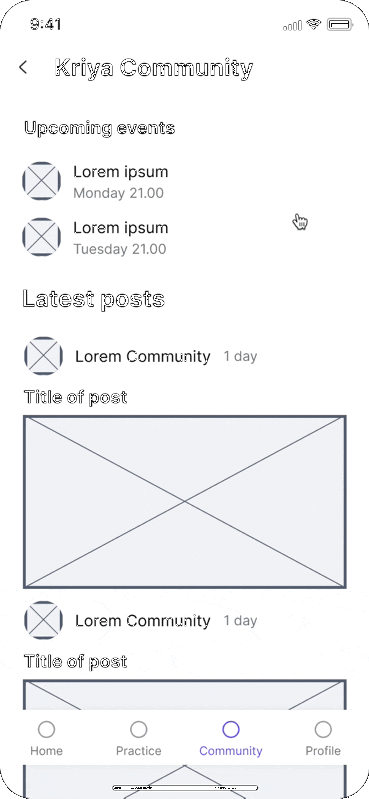 9:41
Kriya Community
Upcoming events
Lorem ipsum
Monday 21.00
Lorem ipsum
Tuesday 21.00
Latest posts
Lorem Community 1 day
Title of post
Lorem Community 1 day
Title of post
Home Practice Community Profile